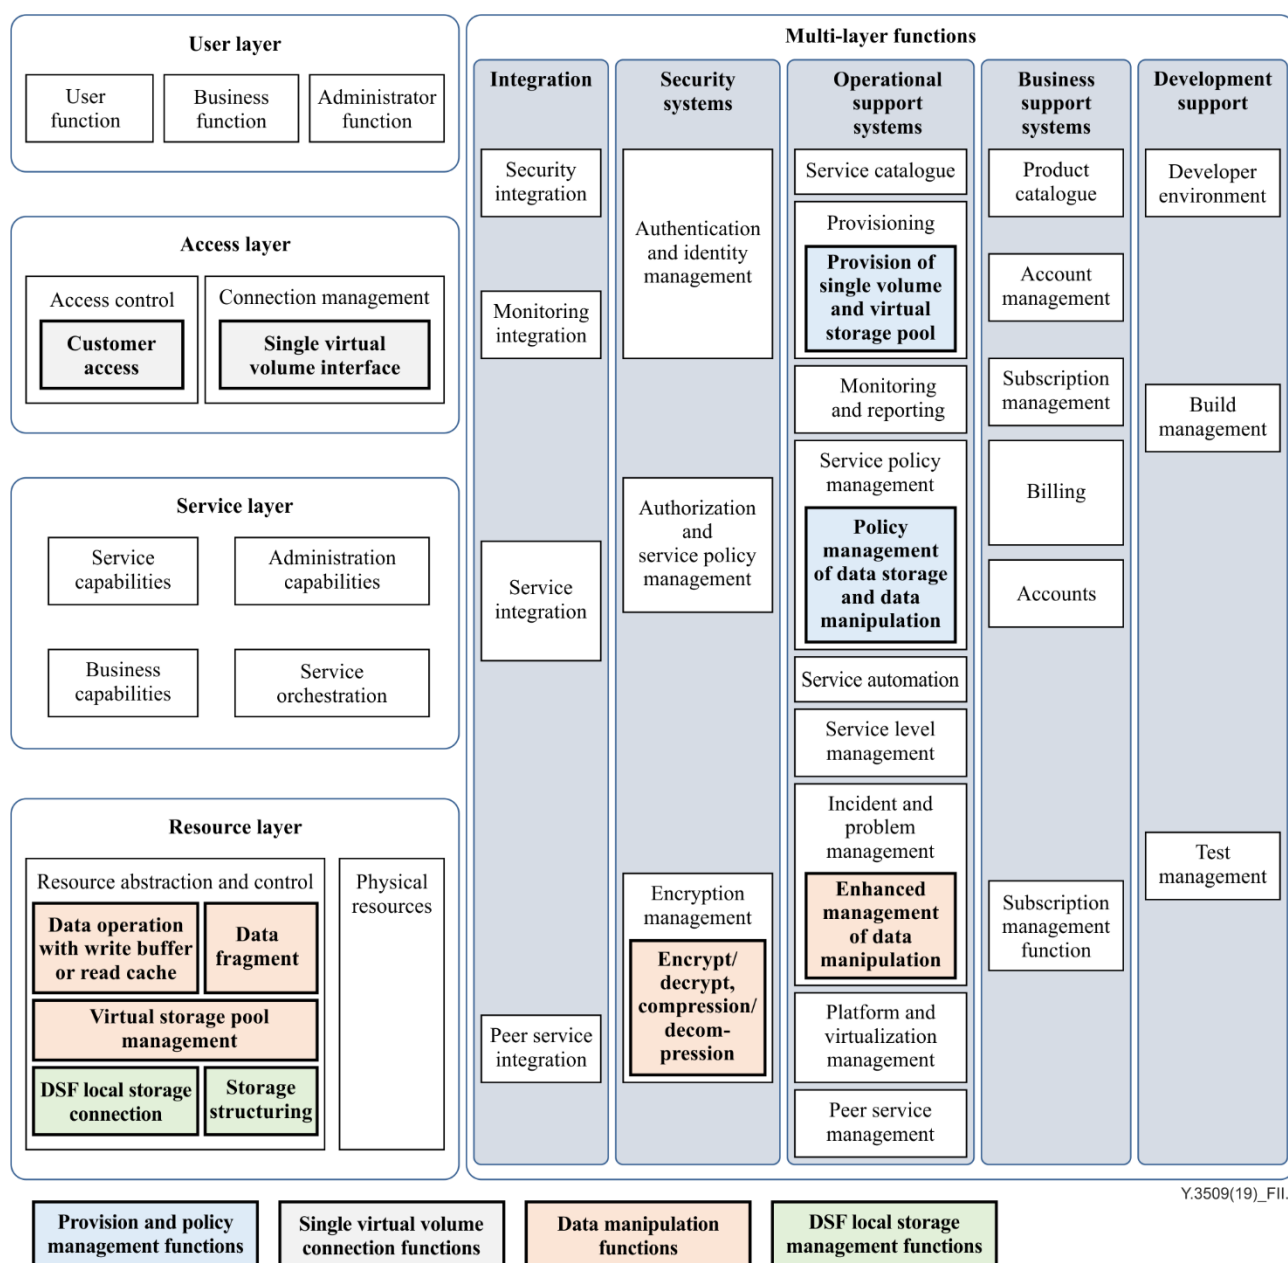 User layer
User
function
Business
function
Administrator
function
Access layer
Access control
Customer
access
Connection management
Single virtual
volume interface
Service layer
Service
capabilities
Administration
capabilities
Business
capabilities
Service
orchestration
Resource layer
Resource abstraction and control
Data operation
with write buffer
or read cache
Data
fragment
Virtual storage pool
management
DSF local storage
connection
Storage
structuring
Physical
resources
Multi-layer functions
Integration
Security
integration
Monitoring
integration
Service
integration
Peer service
integration
Security
systems
Authentication
and identity
management
Authorization
and
service policy
management
Encryption
management
Encrypt/
decrypt,
compression/
decom-
pression
Operational
support
systems
Service catalogue
Provisioning
Provision of
single volume
and virtual
storage pool
Monitoring
and reporting
Service policy
management
Policy
management
of data storage
and data
manipulation
Service automation
Service level
management
Incident and
problem
management
Enhanced
management
of data
manipulation
Platform and
virtualization
management
Peer service
management
Business
support
systems
Product
catalogue
Account
management
Subscription
management
Billing
Accounts
Subscription
management
function
Development
support
Developer
environment
Build
management
Test
management
Y.3509(19)_FII.
Provision and policy
management functions
Single virtual volume
connection functions
Data manipulation
functions
DSF local storage
management functions